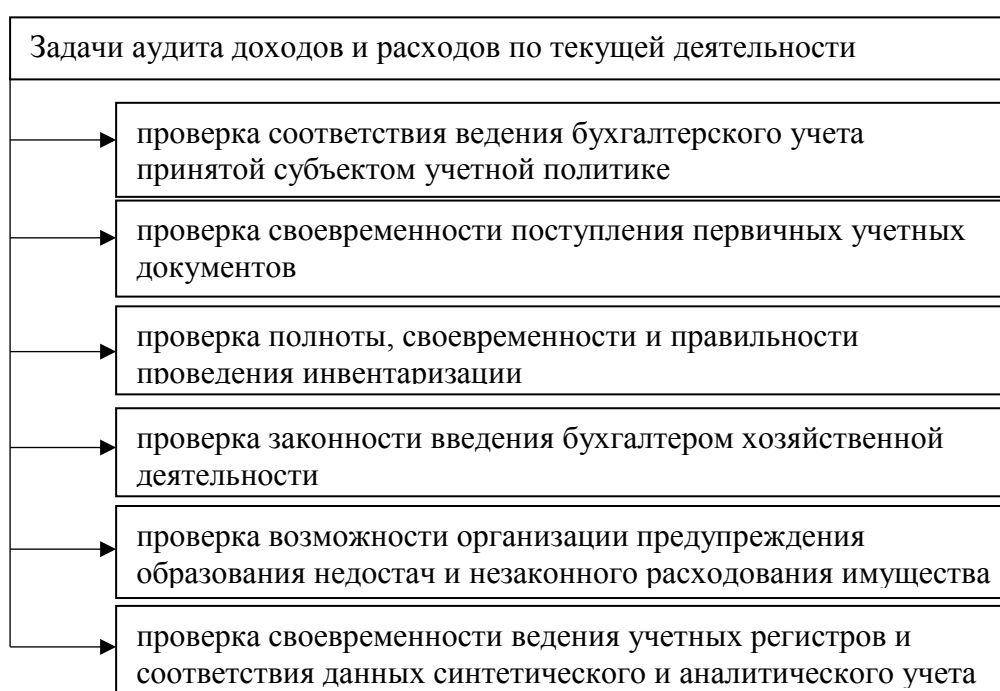 Задачи аудита доходов и расходов по текущей деятельности
проверка соответствия ведения бухгалтерского учета
принятой субъектом учетной политике
проверка своевременности поступления первичных учетных
документов
проверка полноты, своевременности и правильности
проведения инвентаризации
проверка законности введения бухгалтером хозяйственной
деятельности
проверка возможности организации предупреждения
образования недостач и незаконного расходования имущества
проверка своевременности ведения учетных регистров и
соответствия данных синтетического и аналитического учета